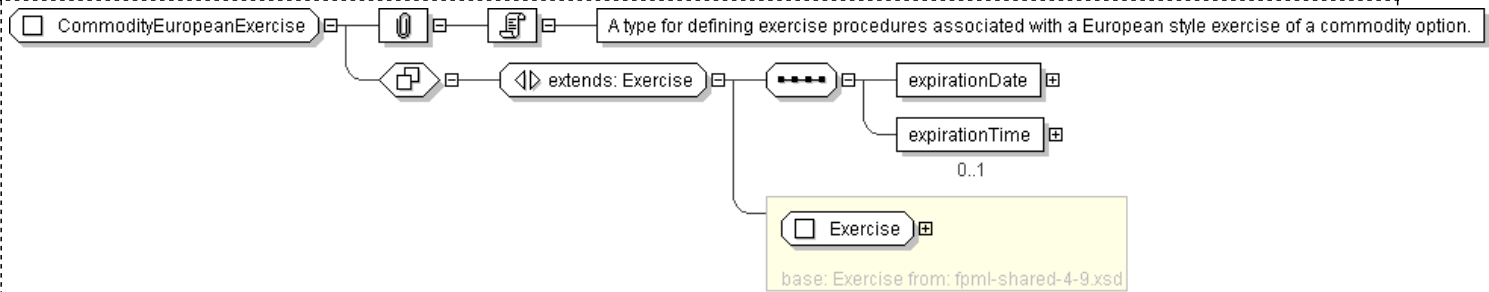 CommodityEuropeanExercise
A type for defining exercise procedures associated with a European style exercise of a commodity option.
extends: Exercise
expirationDate
expirationTime
0..1
Exercise
base: Exercise from: fpml-shared-4-9.xsd